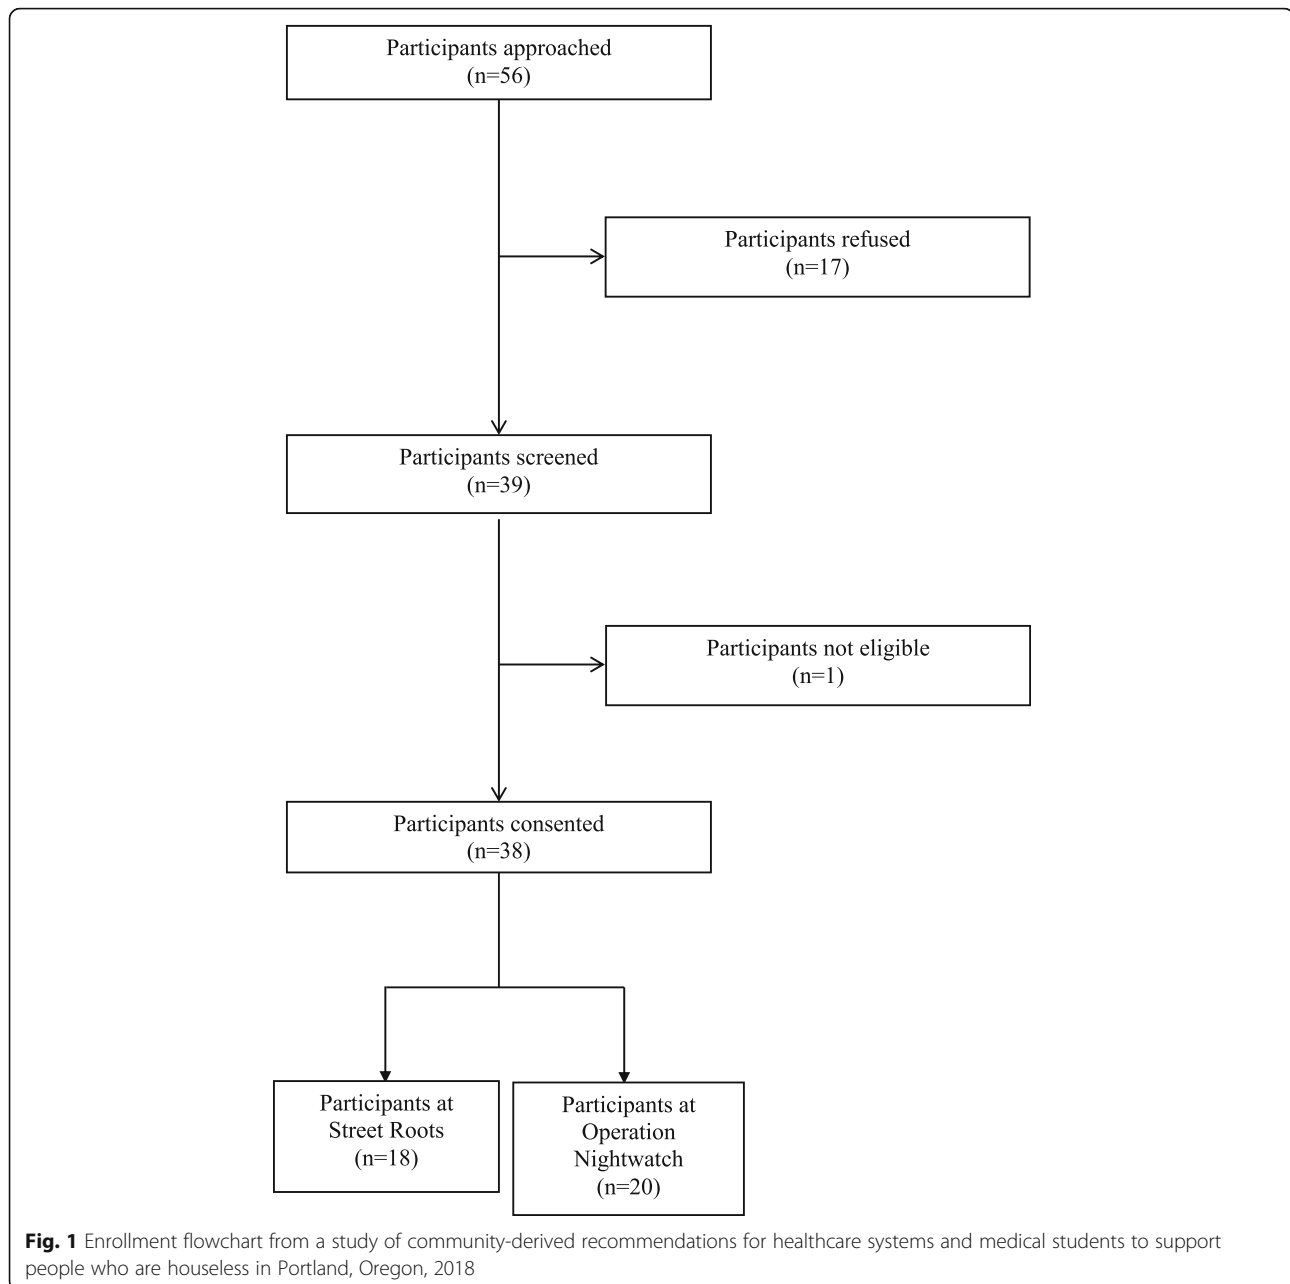 Participants approached
(n=56)
Participants refused
(n=17)
Participants screened
(n=39)
Participants not eligible
(n=1)
Participants consented
(n=38)
Participants at
Street Roots
(n=18)
Participants at
Operation
Nightwatch
(n=20)
Fig. 1 Enrollment flowchart from a study of community-derived recommendations for healthcare systems and medical students to support
people who are houseless in Portland, Oregon, 2018